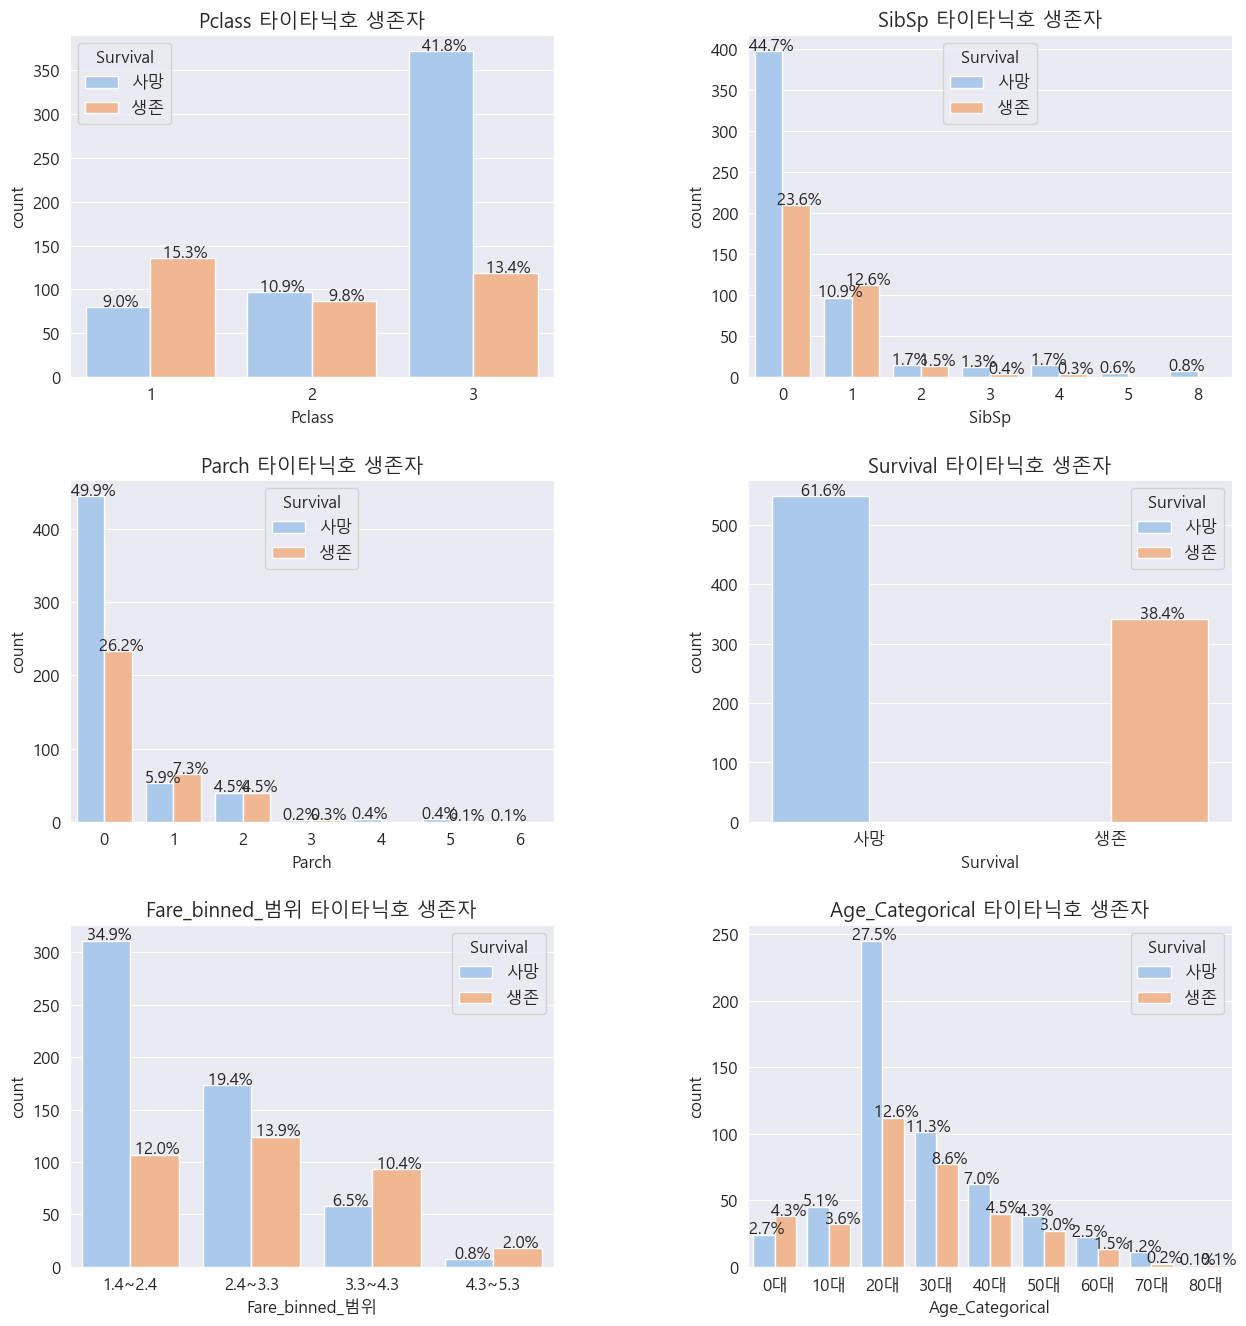 Pclass 타이타닉호 생존자
Survival
사망
생존
41.8%
15.3%
13.4%
10.9%
9.8%
9.0%
350
300
250
200
150
100
50
0
count
1 2 3
Pclass
SibSp 타이타닉호 생존자
Survival
사망
생존
44.7%
23.6%
10.9%
12.6%
1.7%
1.5%
1.3%
0.4%
1.7%
0.3%
0.6%
0.8%
400
350
300
250
200
150
100
50
0
count
0 1 2 3 4 5 8
SibSp
Parch 타이타닉호 생존자
Survival
사망
생존
49.9%
26.2%
5.9%
7.3%
4.5%
4.5%
0.2%
0.3%
0.4%
0.4%
0.1%
0.1%
400
300
200
100
0
count
0 1 2 3 4 5 6
Parch
Survival 타이타닉호 생존자
Survival
사망
생존
61.6%
38.4%
500
400
300
200
100
0
count
사망 생존
Survival
Fare_binned_범위 타이타닉호 생존자
Survival
사망
생존
34.9%
12.0%
19.4%
13.9%
6.5%
10.4%
0.8%
2.0%
300
250
200
150
100
50
0
count
1.4~2.4 2.4~3.3 3.3~4.3 4.3~5.3
Fare_binned_범위
Age_Categorical 타이타닉호 생존자
Survival
사망
생존
2.7%
4.3%
5.1%
3.6%
27.5%
12.6%
11.3%
8.6%
7.0%
4.5%
4.3%
3.0%
2.5%
1.5%
1.2%
0.2%
0.1%
0.1%
250
200
150
100
50
0
count
0대 10대 20대 30대 40대 50대 60대 70대 80대
Age_Categorical